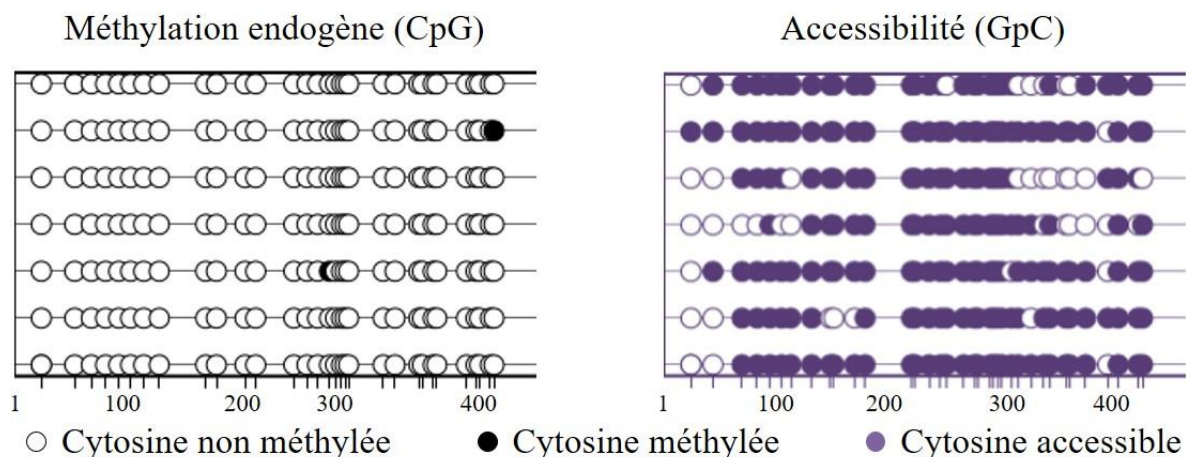 Méthylation endogène (CpG)
Accessibilité (GpC)
1 100 200 300 400
1 100 200 300 400
Cytosine non méthylée
Cytosine méthylée
Cytosine accessible